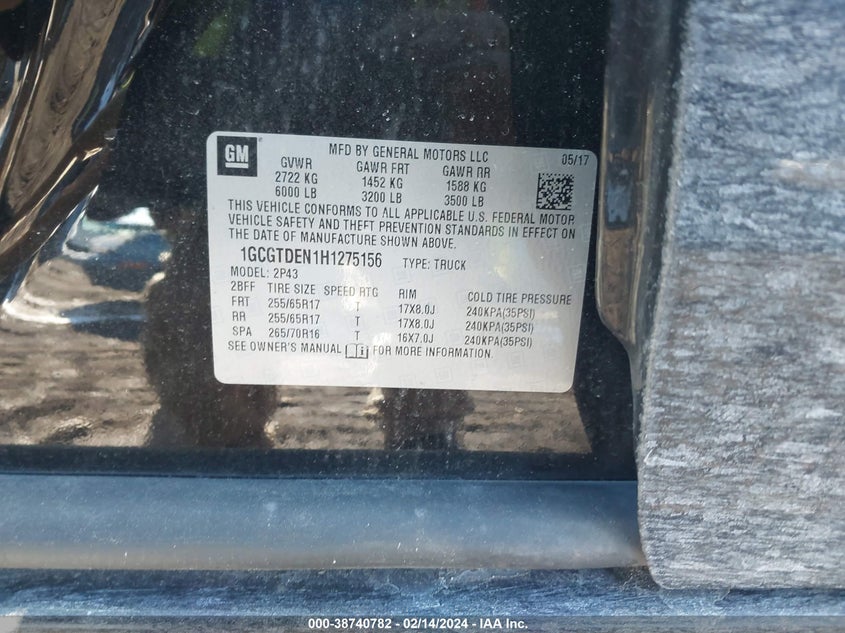 GM
MFD BY GENERAL MOTORS LLC 05/17
GVWR GAWR FRT GAWR RR
2722 KG 1452 KG 1588 KG
6000 LB 3200 LB 3500 LB
THIS VEHICLE CONFORMS TO ALL APPLICABLE U.S. FEDERAL MOTOR
VEHICLE SAFETY AND THEFT PREVENTION STANDARDS IN EFFECT ON
THE DATE OF MANUFACTURE SHOWN ABOVE.
1GCGTDEN1H1275156 TYPE: TRUCK
MODEL: 2P43
2BFF TIRE SIZE SPEED RTG RIM COLD TIRE PRESSURE
FRT 255/65R17 T 17X8.0J 240KPA(35PSI)
RR 255/65R17 T 17X8.0J 240KPA(35PSI)
SPA 265/70R16 T 16X7.0J 240KPA(35PSI)
SEE OWNER'S MANUAL FOR MORE INFORMATION.
000-38740782 - 02/14/2024 - IAA Inc.